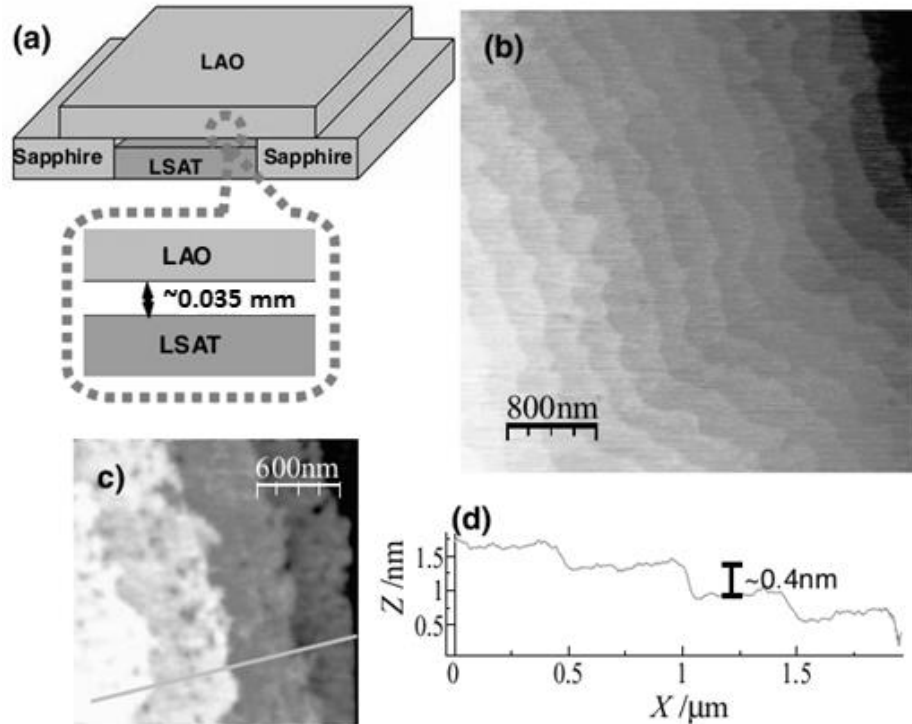 (a)
LAO
Sapphire
LSAT
Sapphire
LAO
~0.035 mm
LSAT
(b)
800nm
c)
600nm
(d)
Z /nm
1.5
1
0.5
~0.4nm
0
0.5
1
1.5
X /μm